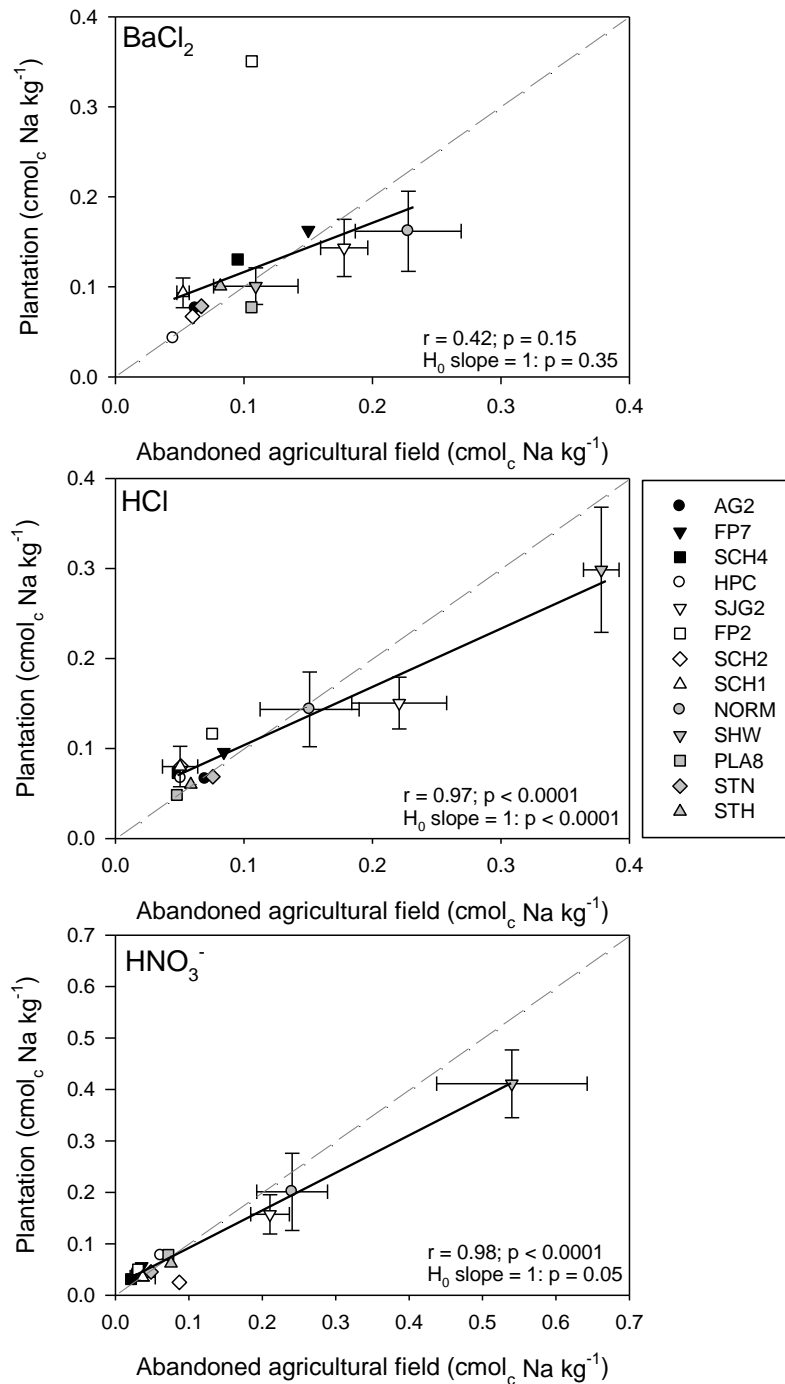 BaCl₂
0.4
0.3
0.2
0.1
0.0
Plantation (cmol꜀ Na kg⁻¹)
r = 0.42; p = 0.15
H₀ slope = 1: p = 0.35
0.0 0.1 0.2 0.3 0.4
Abandoned agricultural field (cmol꜀ Na kg⁻¹)
HCl
0.4
0.3
0.2
0.1
0.0
Plantation (cmol꜀ Na kg⁻¹)
r = 0.97; p < 0.0001
H₀ slope = 1: p < 0.0001
0.0 0.1 0.2 0.3 0.4
Abandoned agricultural field (cmol꜀ Na kg⁻¹)
AG2
FP7
SCH4
HPC
SJG2
FP2
SCH2
SCH1
NORM
SHW
PLA8
STN
STH
HNO₃⁻
0.7
0.6
0.5
0.4
0.3
0.2
0.1
0.0
Plantation (cmol꜀ Na kg⁻¹)
r = 0.98; p < 0.0001
H₀ slope = 1: p = 0.05
0.0 0.1 0.2 0.3 0.4 0.5 0.6 0.7
Abandoned agricultural field (cmol꜀ Na kg⁻¹)